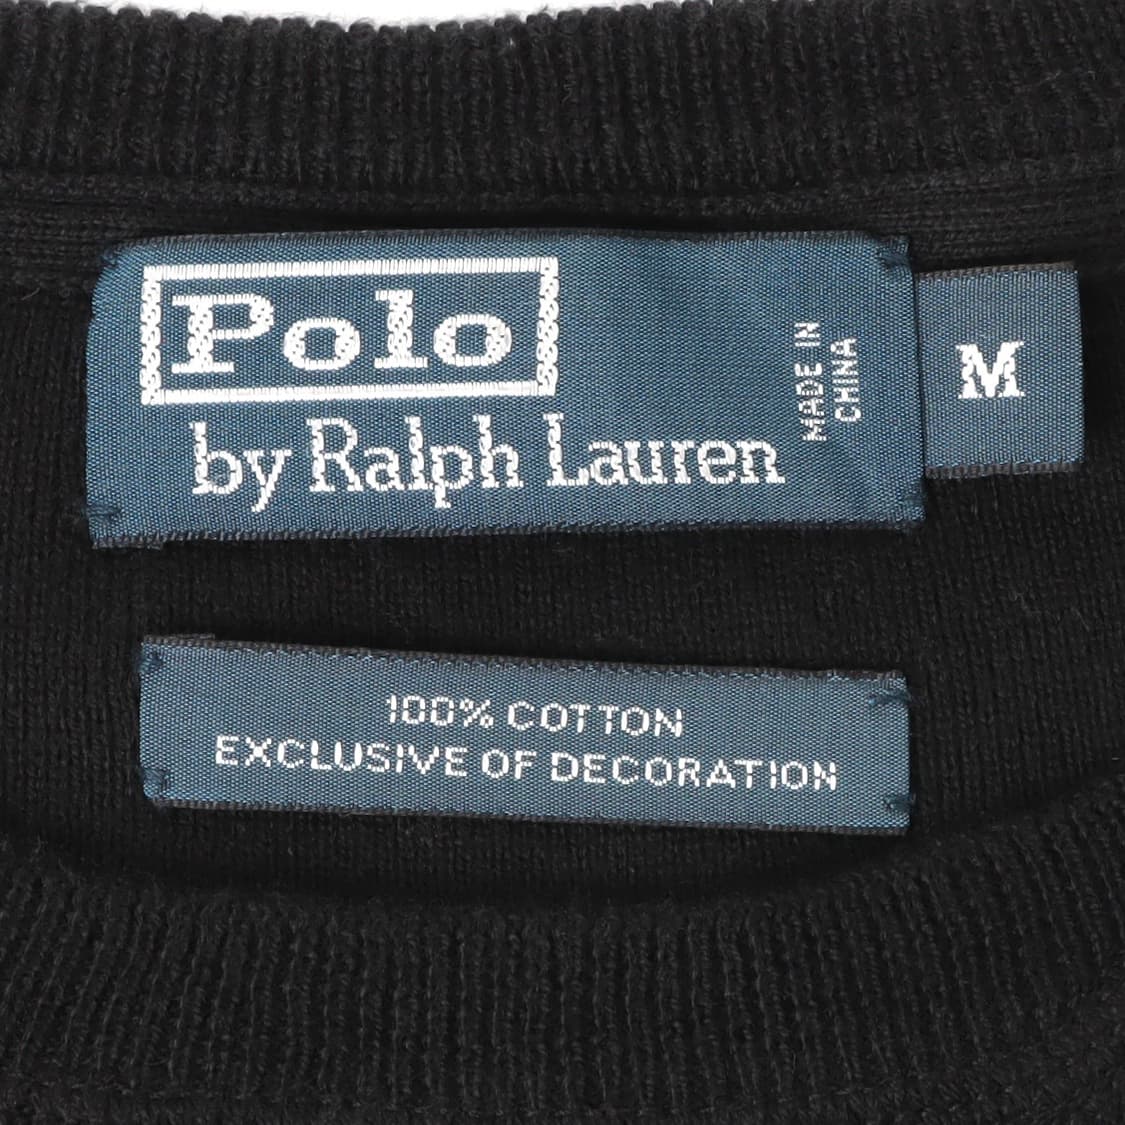 Polo
by Ralph Lauren
MADE IN
CHINA
M
100% COTTON
EXCLUSIVE OF DECORATION